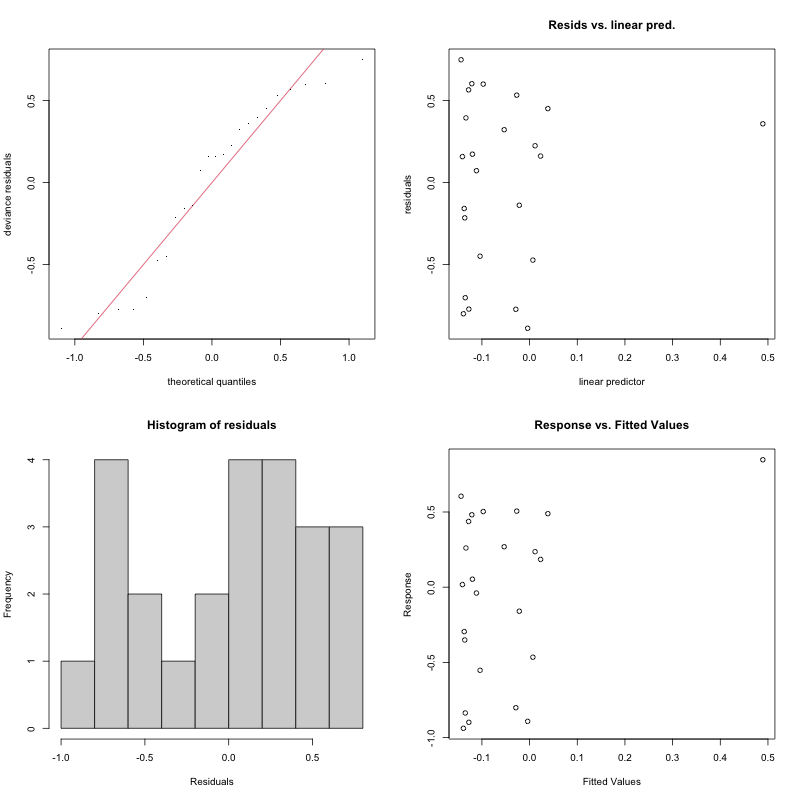 0.5
0.0
-0.5
deviance residuals
-1.0 -0.5 0.0 0.5 1.0
theoretical quantiles
Resids vs. linear pred.
0.5
0.0
-0.5
residuals
-0.1 0.0 0.1 0.2 0.3 0.4 0.5
linear predictor
Histogram of residuals
4
3
2
1
0
Frequency
-1.0 -0.5 0.0 0.5
Residuals
Response vs. Fitted Values
0.5
0.0
-0.5
-1.0
Response
-0.1 0.0 0.1 0.2 0.3 0.4 0.5
Fitted Values